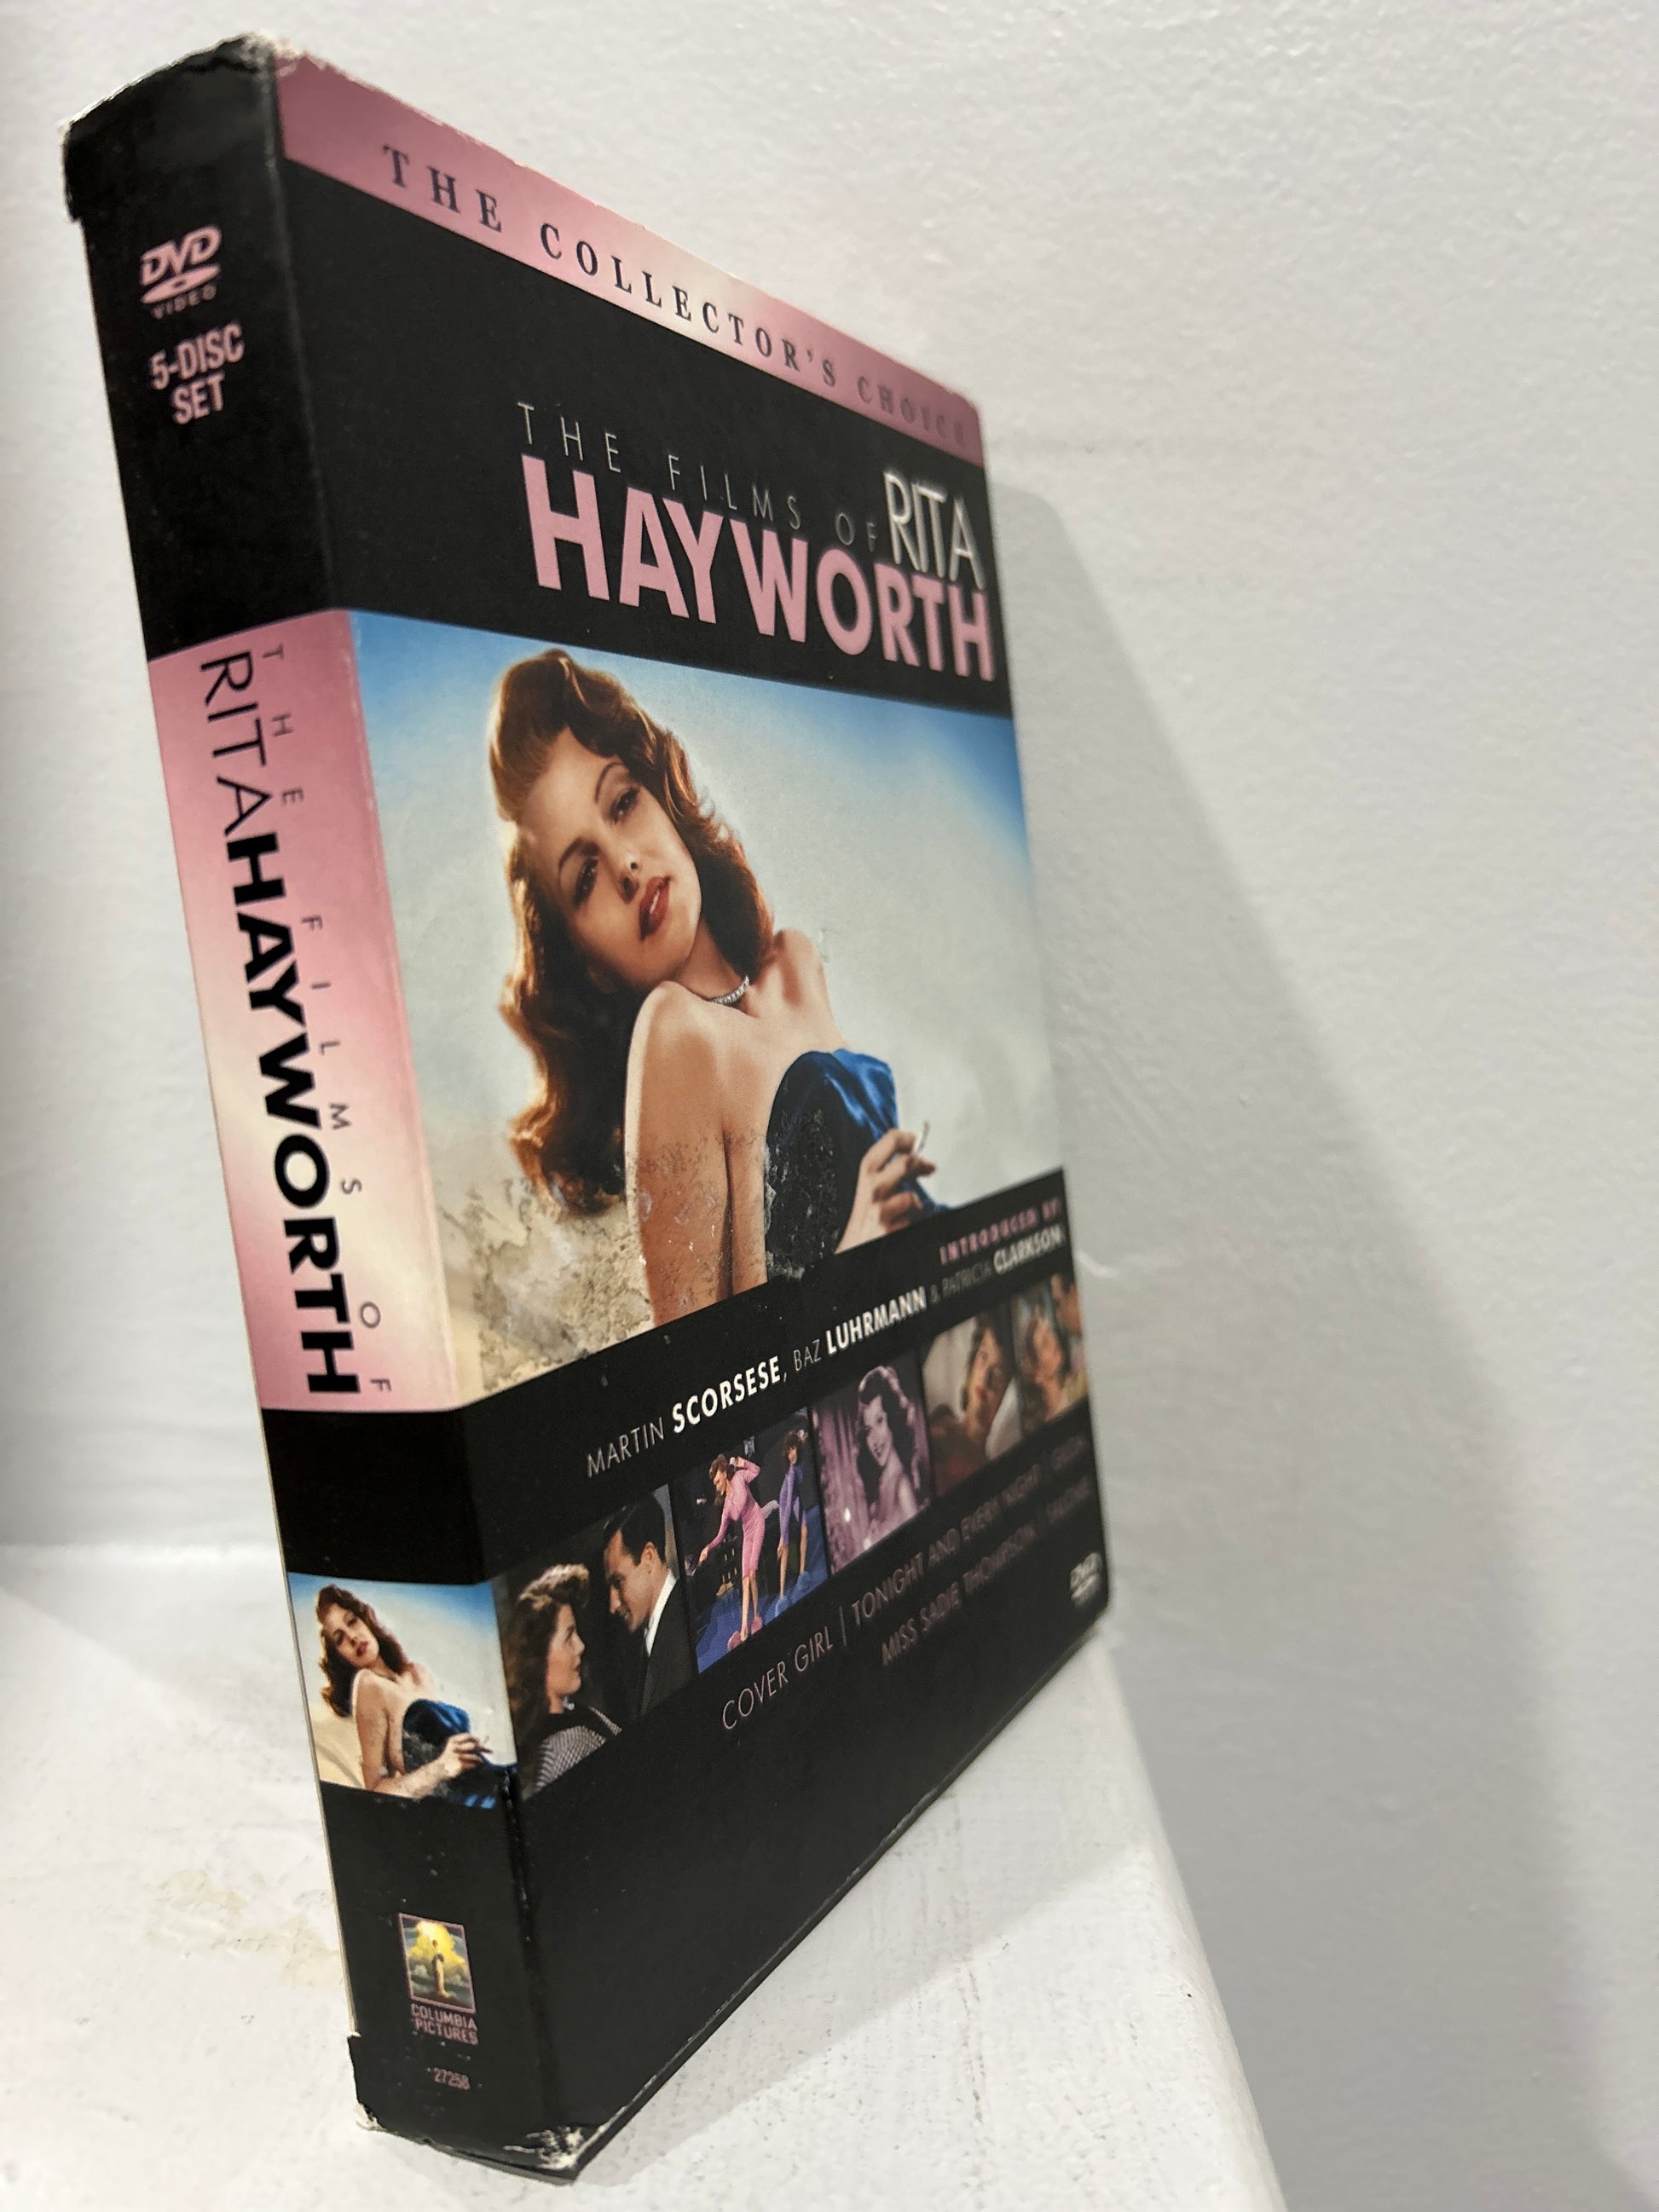 DVD
VIDEO
5-DISC
SET
THE FILMS OF
RITAHAYWORTH
COLUMBIA
PICTURES
27258
THE COLLECTOR'S CHOICE
THE FILMS OF RITA
HAYWORTH
INTRODUCED BY
MARTIN SCORSESE, BAZ LUHRMANN & PATRICIA CLARKSON
COVER GIRL | TONIGHT AND EVERY NIGHT | GILDA
MISS SADIE THOMPSON | SALOME
DVD